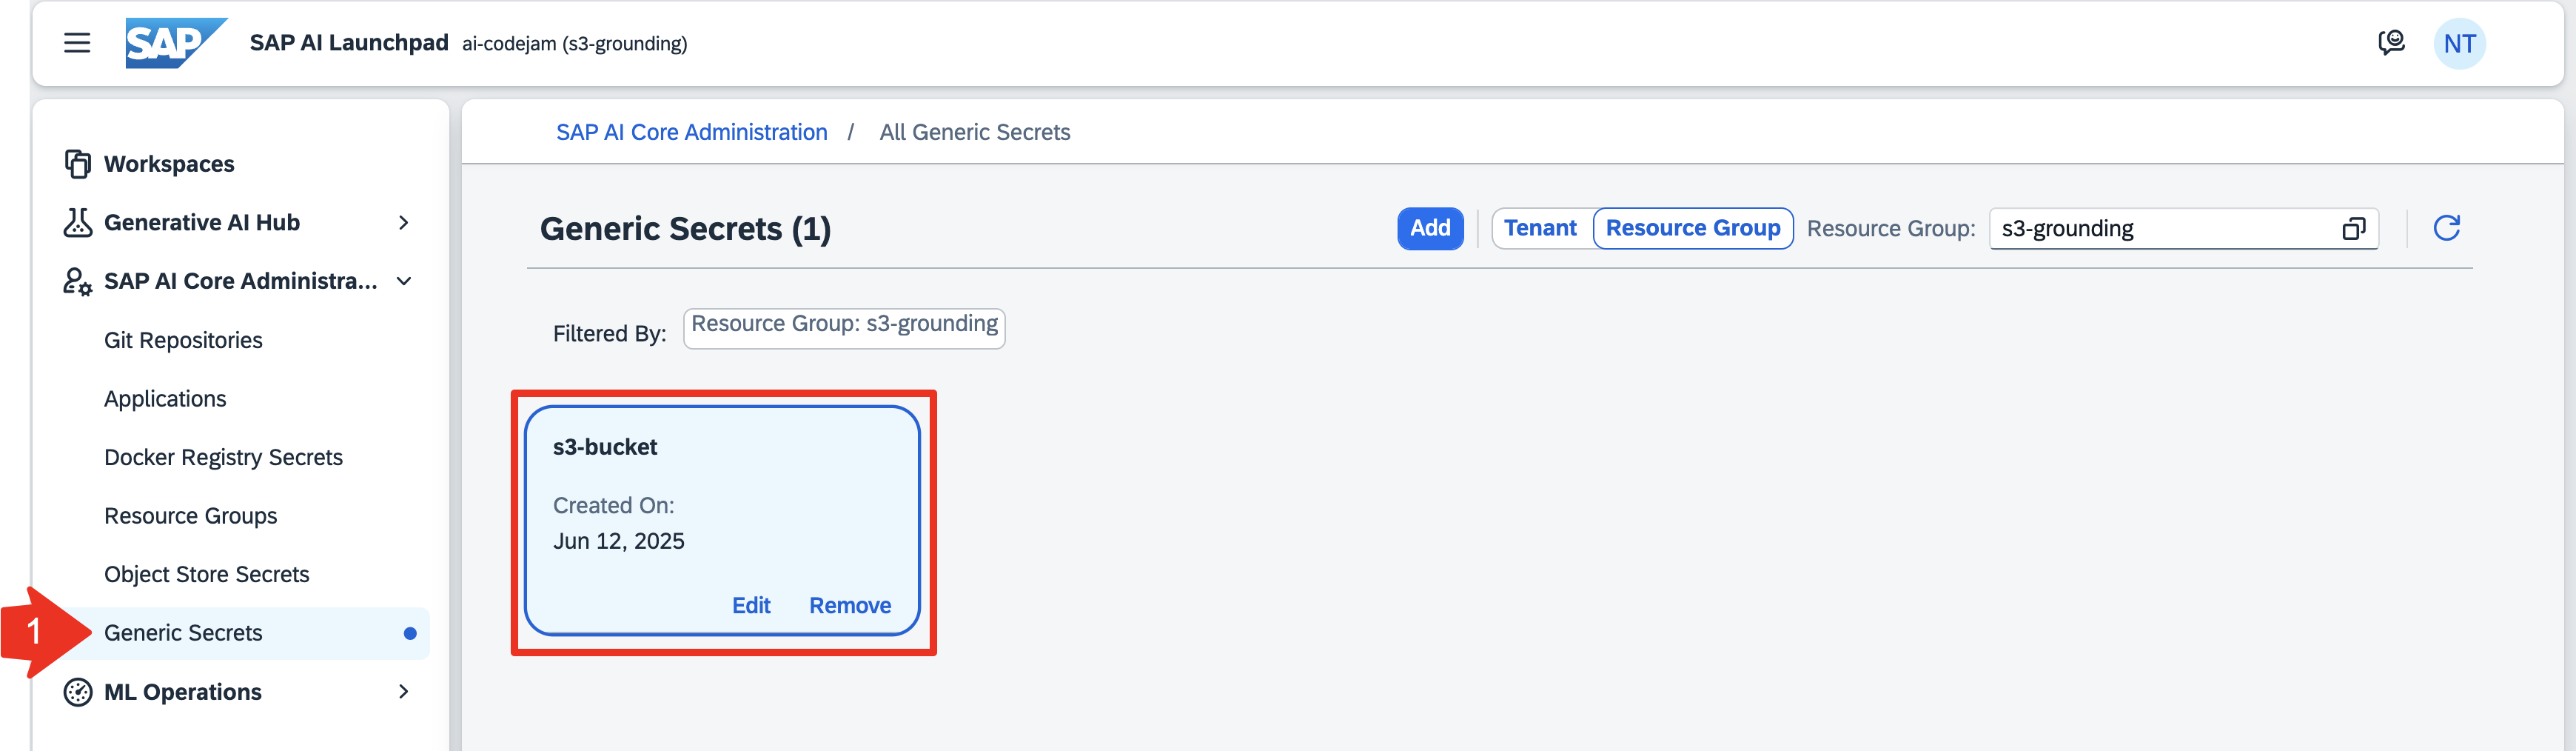 SAP SAP AI Launchpad ai-codejam (s3-grounding) NT
Workspaces
Generative AI Hub
SAP AI Core Administra...
Git Repositories
Applications
Docker Registry Secrets
Resource Groups
Object Store Secrets
1 Generic Secrets
ML Operations
SAP AI Core Administration / All Generic Secrets
Generic Secrets (1) Add Tenant Resource Group Resource Group: s3-grounding
Filtered By: Resource Group: s3-grounding
s3-bucket
Created On:
Jun 12, 2025
Edit Remove